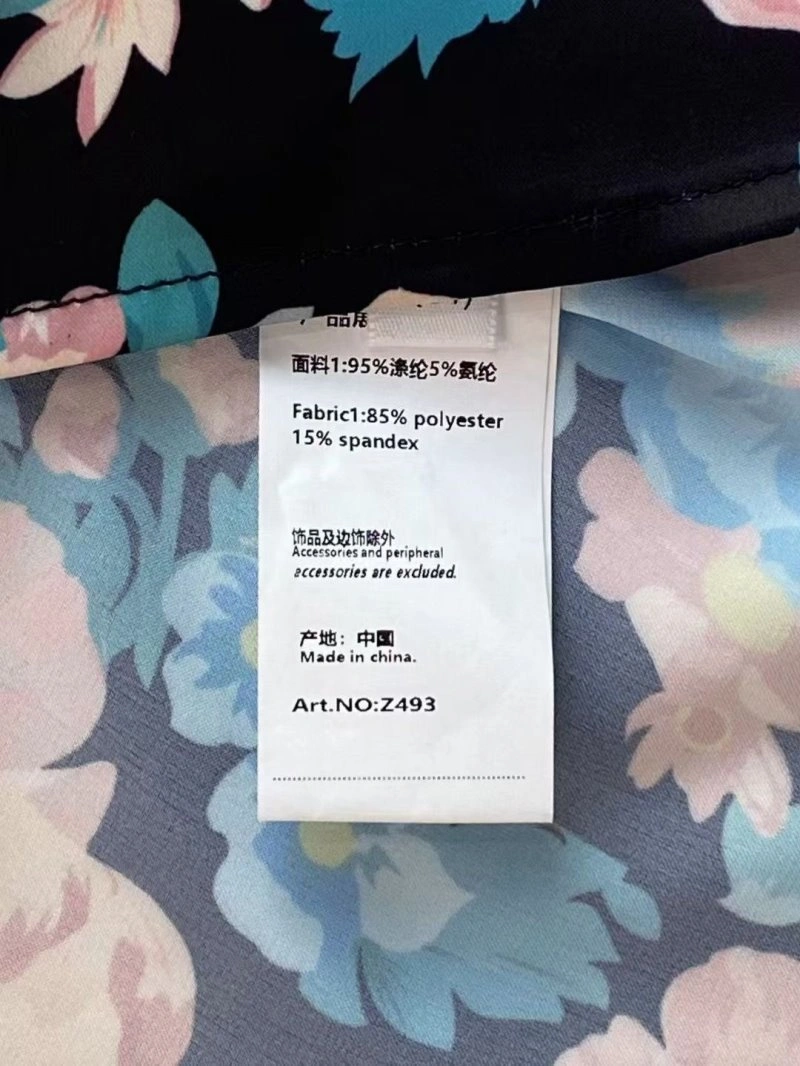 面料1:95%涤纶5%氨纶
Fabric1:85% polyester
15% spandex
饰品及边饰除外
Accessories and peripheral
accessories are excluded.
产地：中国
Made in china.
Art.NO:Z493